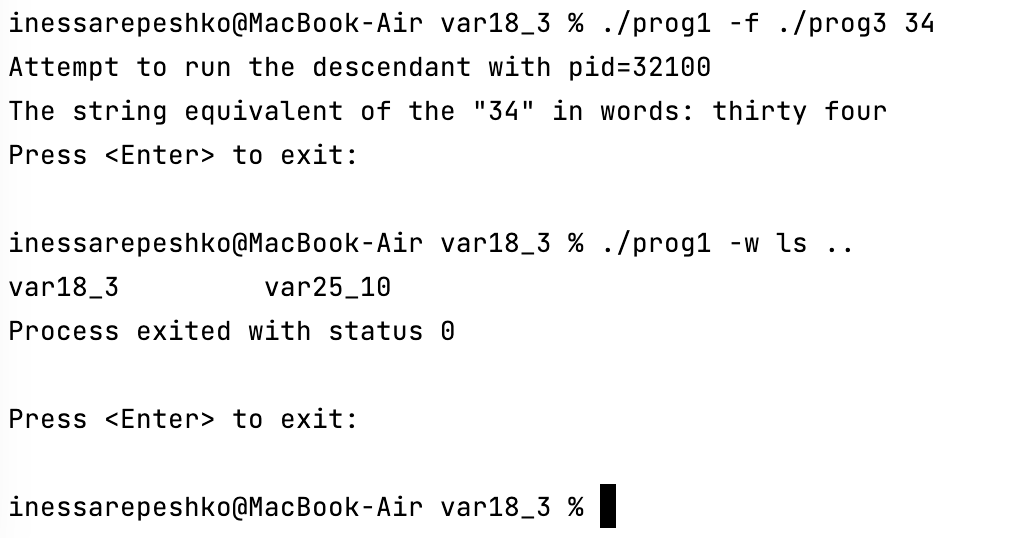 inessarepeshko@MacBook-Air var18_3 % ./prog1 -f ./prog3 34
Attempt to run the descendant with pid=32100
The string equivalent of the "34" in words: thirty four
Press <Enter> to exit:
inessarepeshko@MacBook-Air var18_3 % ./prog1 -w ls ..
var18_3         var25_10
Process exited with status 0
Press <Enter> to exit:
inessarepeshko@MacBook-Air var18_3 %